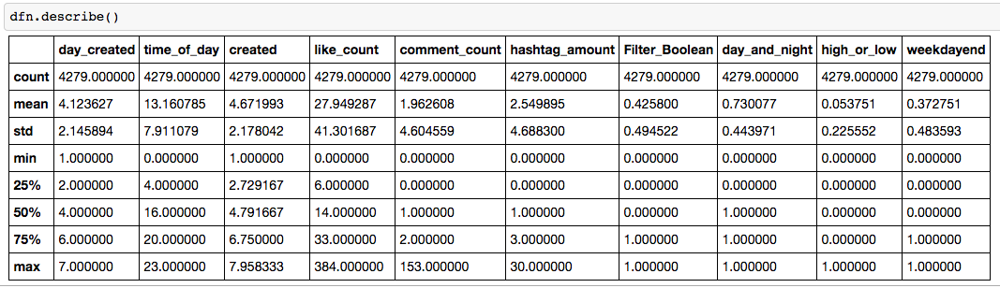 dfn.describe()
day_created time_of_day created like_count comment_count hashtag_amount Filter_Boolean day_and_night high_or_low weekdayend
count 4279.000000 4279.000000 4279.000000 4279.000000 4279.000000 4279.000000 4279.000000 4279.000000 4279.000000 4279.000000
mean 4.123627 13.160785 4.671993 27.949287 1.962608 2.549895 0.425800 0.730077 0.053751 0.372751
std 2.145894 7.911079 2.178042 41.301687 4.604559 4.688300 0.494522 0.443971 0.225552 0.483593
min 1.000000 0.000000 1.000000 0.000000 0.000000 0.000000 0.000000 0.000000 0.000000 0.000000
25% 2.000000 4.000000 2.729167 6.000000 0.000000 0.000000 0.000000 0.000000 0.000000 0.000000
50% 4.000000 16.000000 4.791667 14.000000 1.000000 1.000000 0.000000 1.000000 0.000000 0.000000
75% 6.000000 20.000000 6.750000 33.000000 2.000000 3.000000 1.000000 1.000000 0.000000 1.000000
max 7.000000 23.000000 7.958333 384.000000 153.000000 30.000000 1.000000 1.000000 1.000000 1.000000